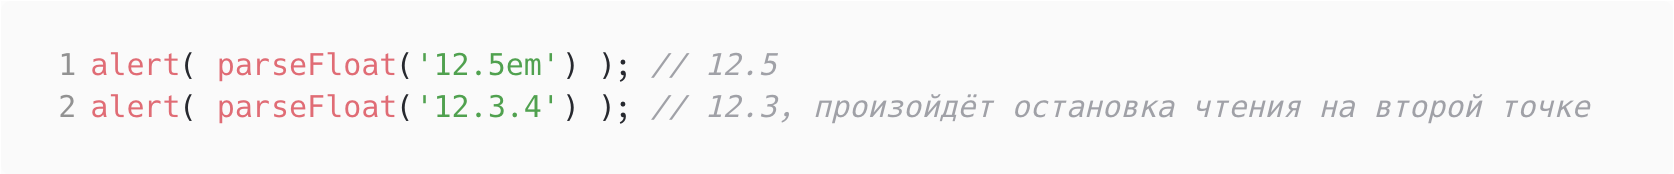 1 alert( parseFloat('12.5em') ); // 12.5
2 alert( parseFloat('12.3.4') ); // 12.3, произойдёт остановка чтения на второй точке